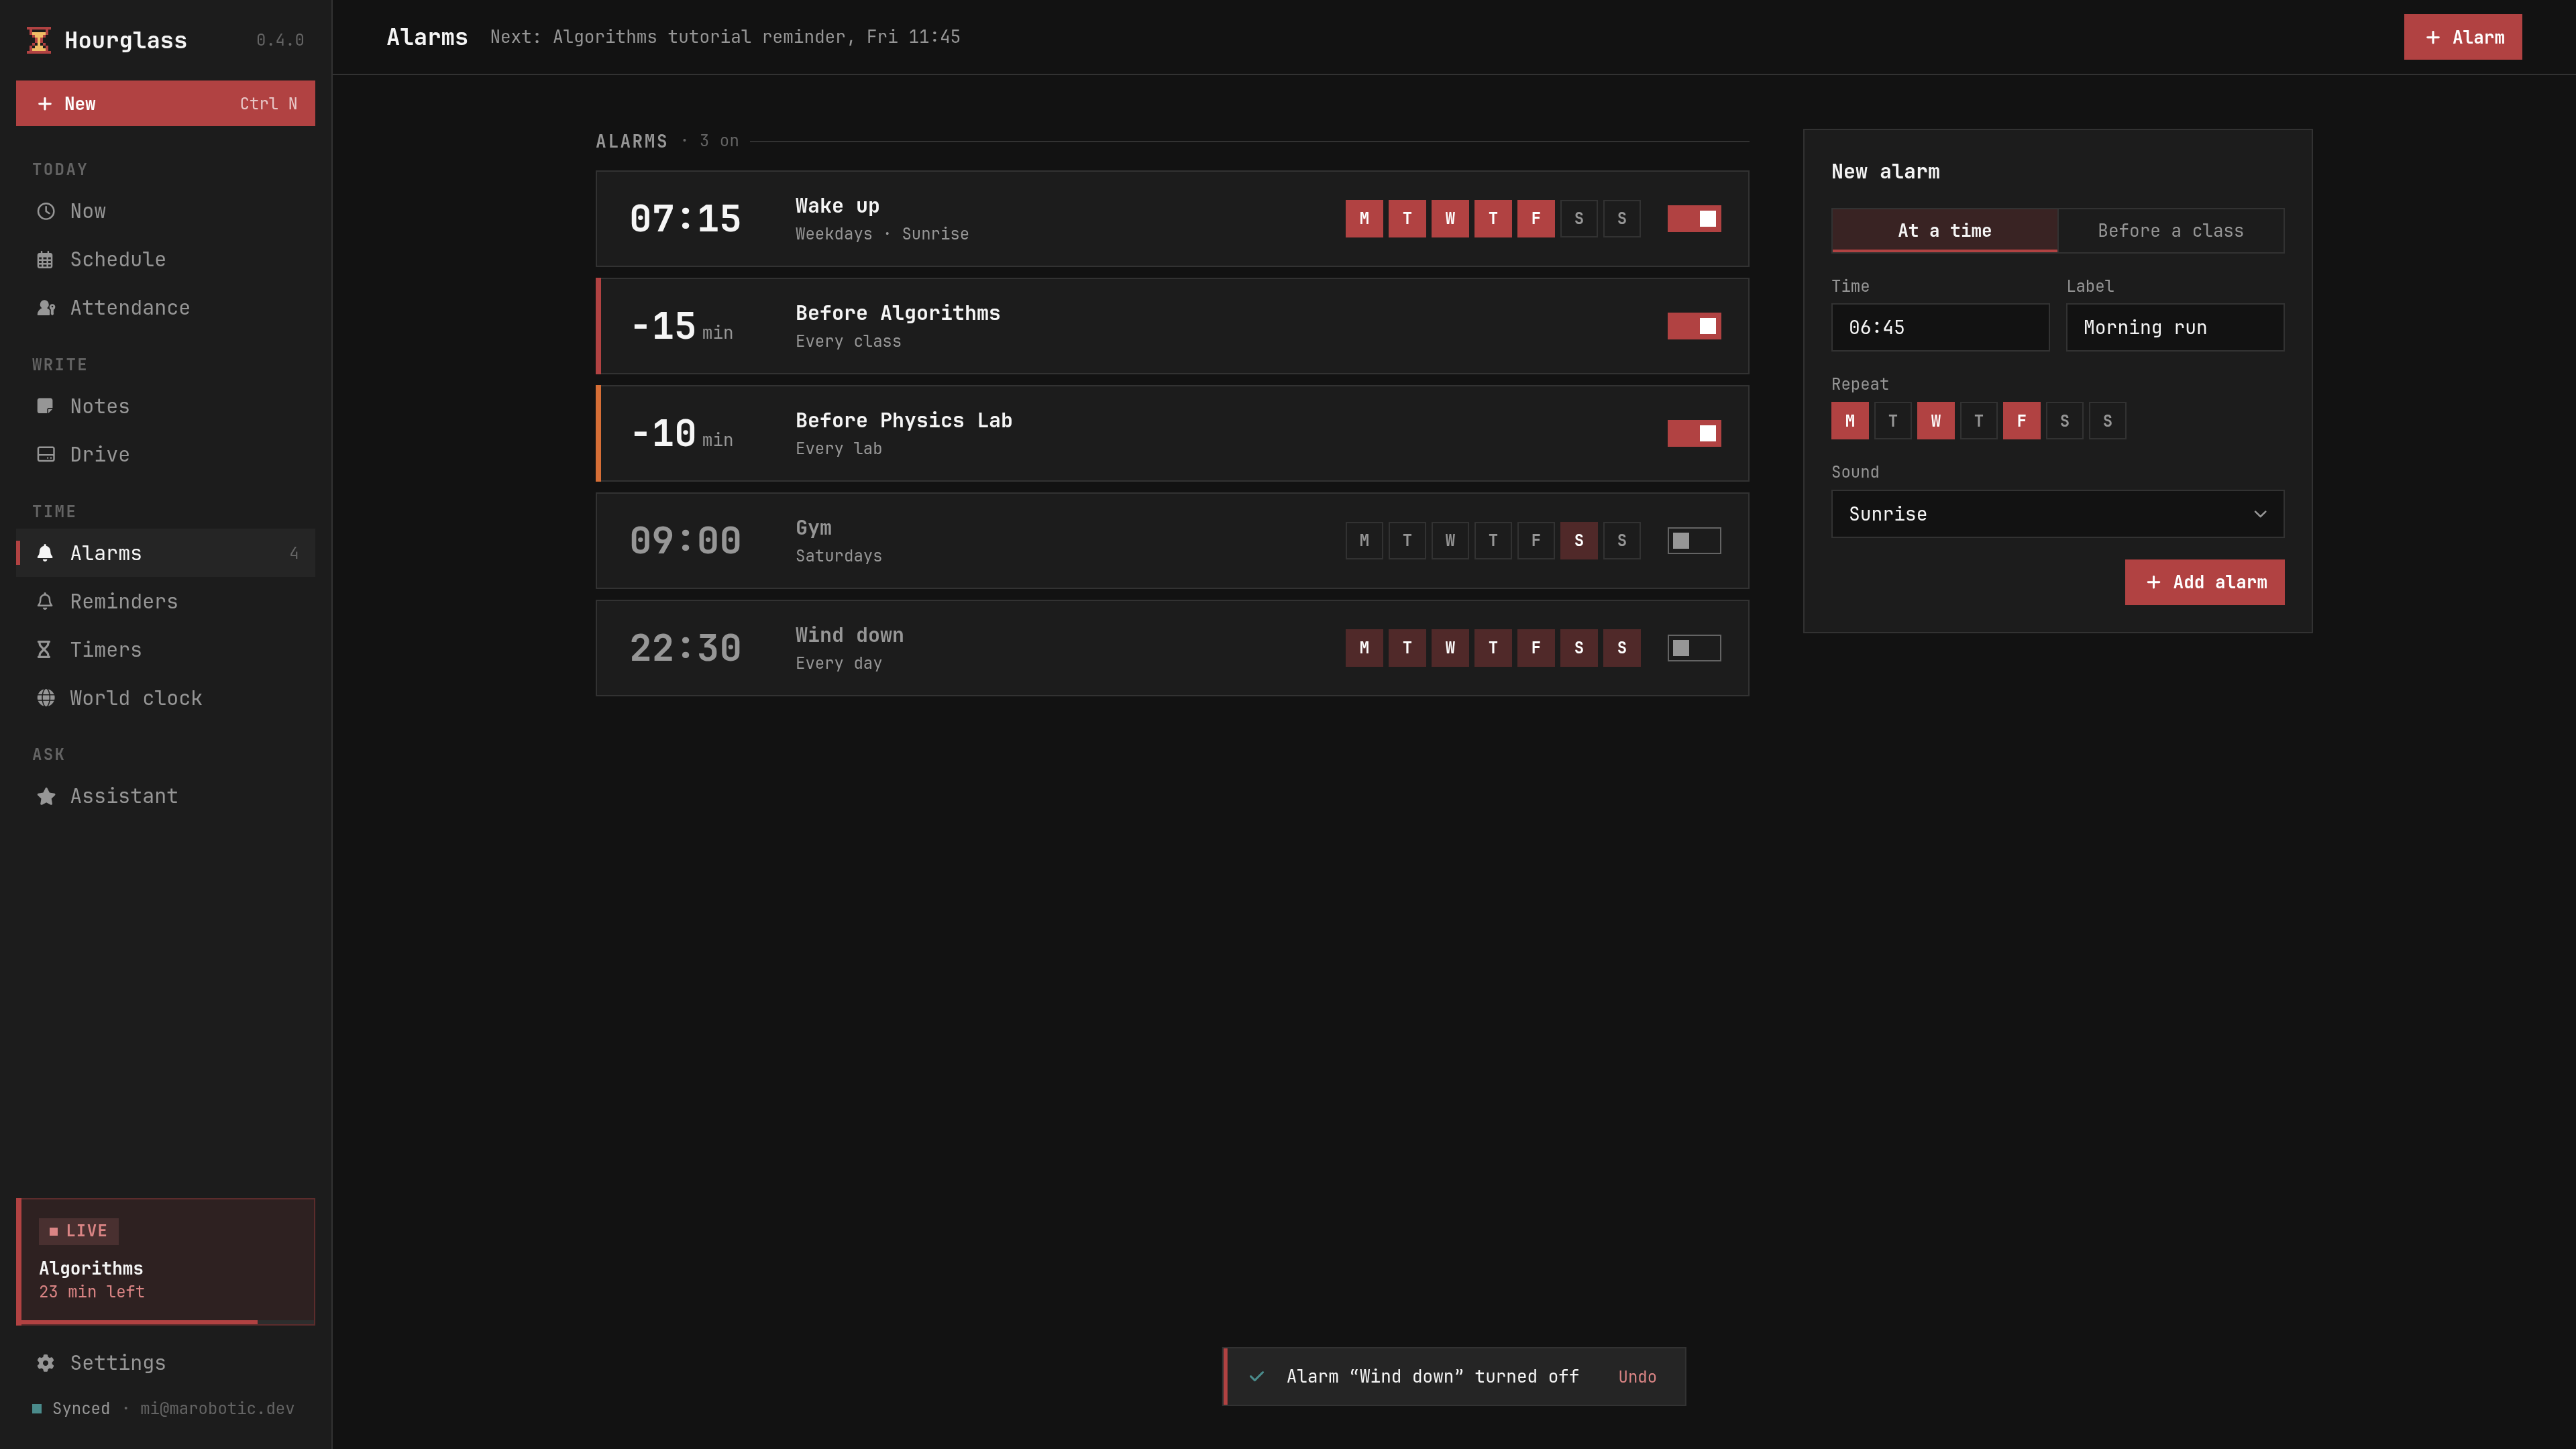 Hourglass 0.4.0
+ New Ctrl N
TODAY
Now
Schedule
Attendance
WRITE
Notes
Drive
TIME
Alarms 4
Reminders
Timers
World clock
ASK
Assistant
LIVE
Algorithms
23 min left
Settings
Synced · mi@marobotic.dev
Alarms Next: Algorithms tutorial reminder, Fri 11:45
+ Alarm
ALARMS · 3 on
07:15 Wake up M T W T F S S
Weekdays · Sunrise
-15 min Before Algorithms
Every class
-10 min Before Physics Lab
Every lab
09:00 Gym M T W T F S S
Saturdays
22:30 Wind down M T W T F S S
Every day
New alarm
At a time Before a class
Time Label
06:45 Morning run
Repeat
M T W T F S S
Sound
Sunrise
+ Add alarm
Alarm “Wind down” turned off Undo